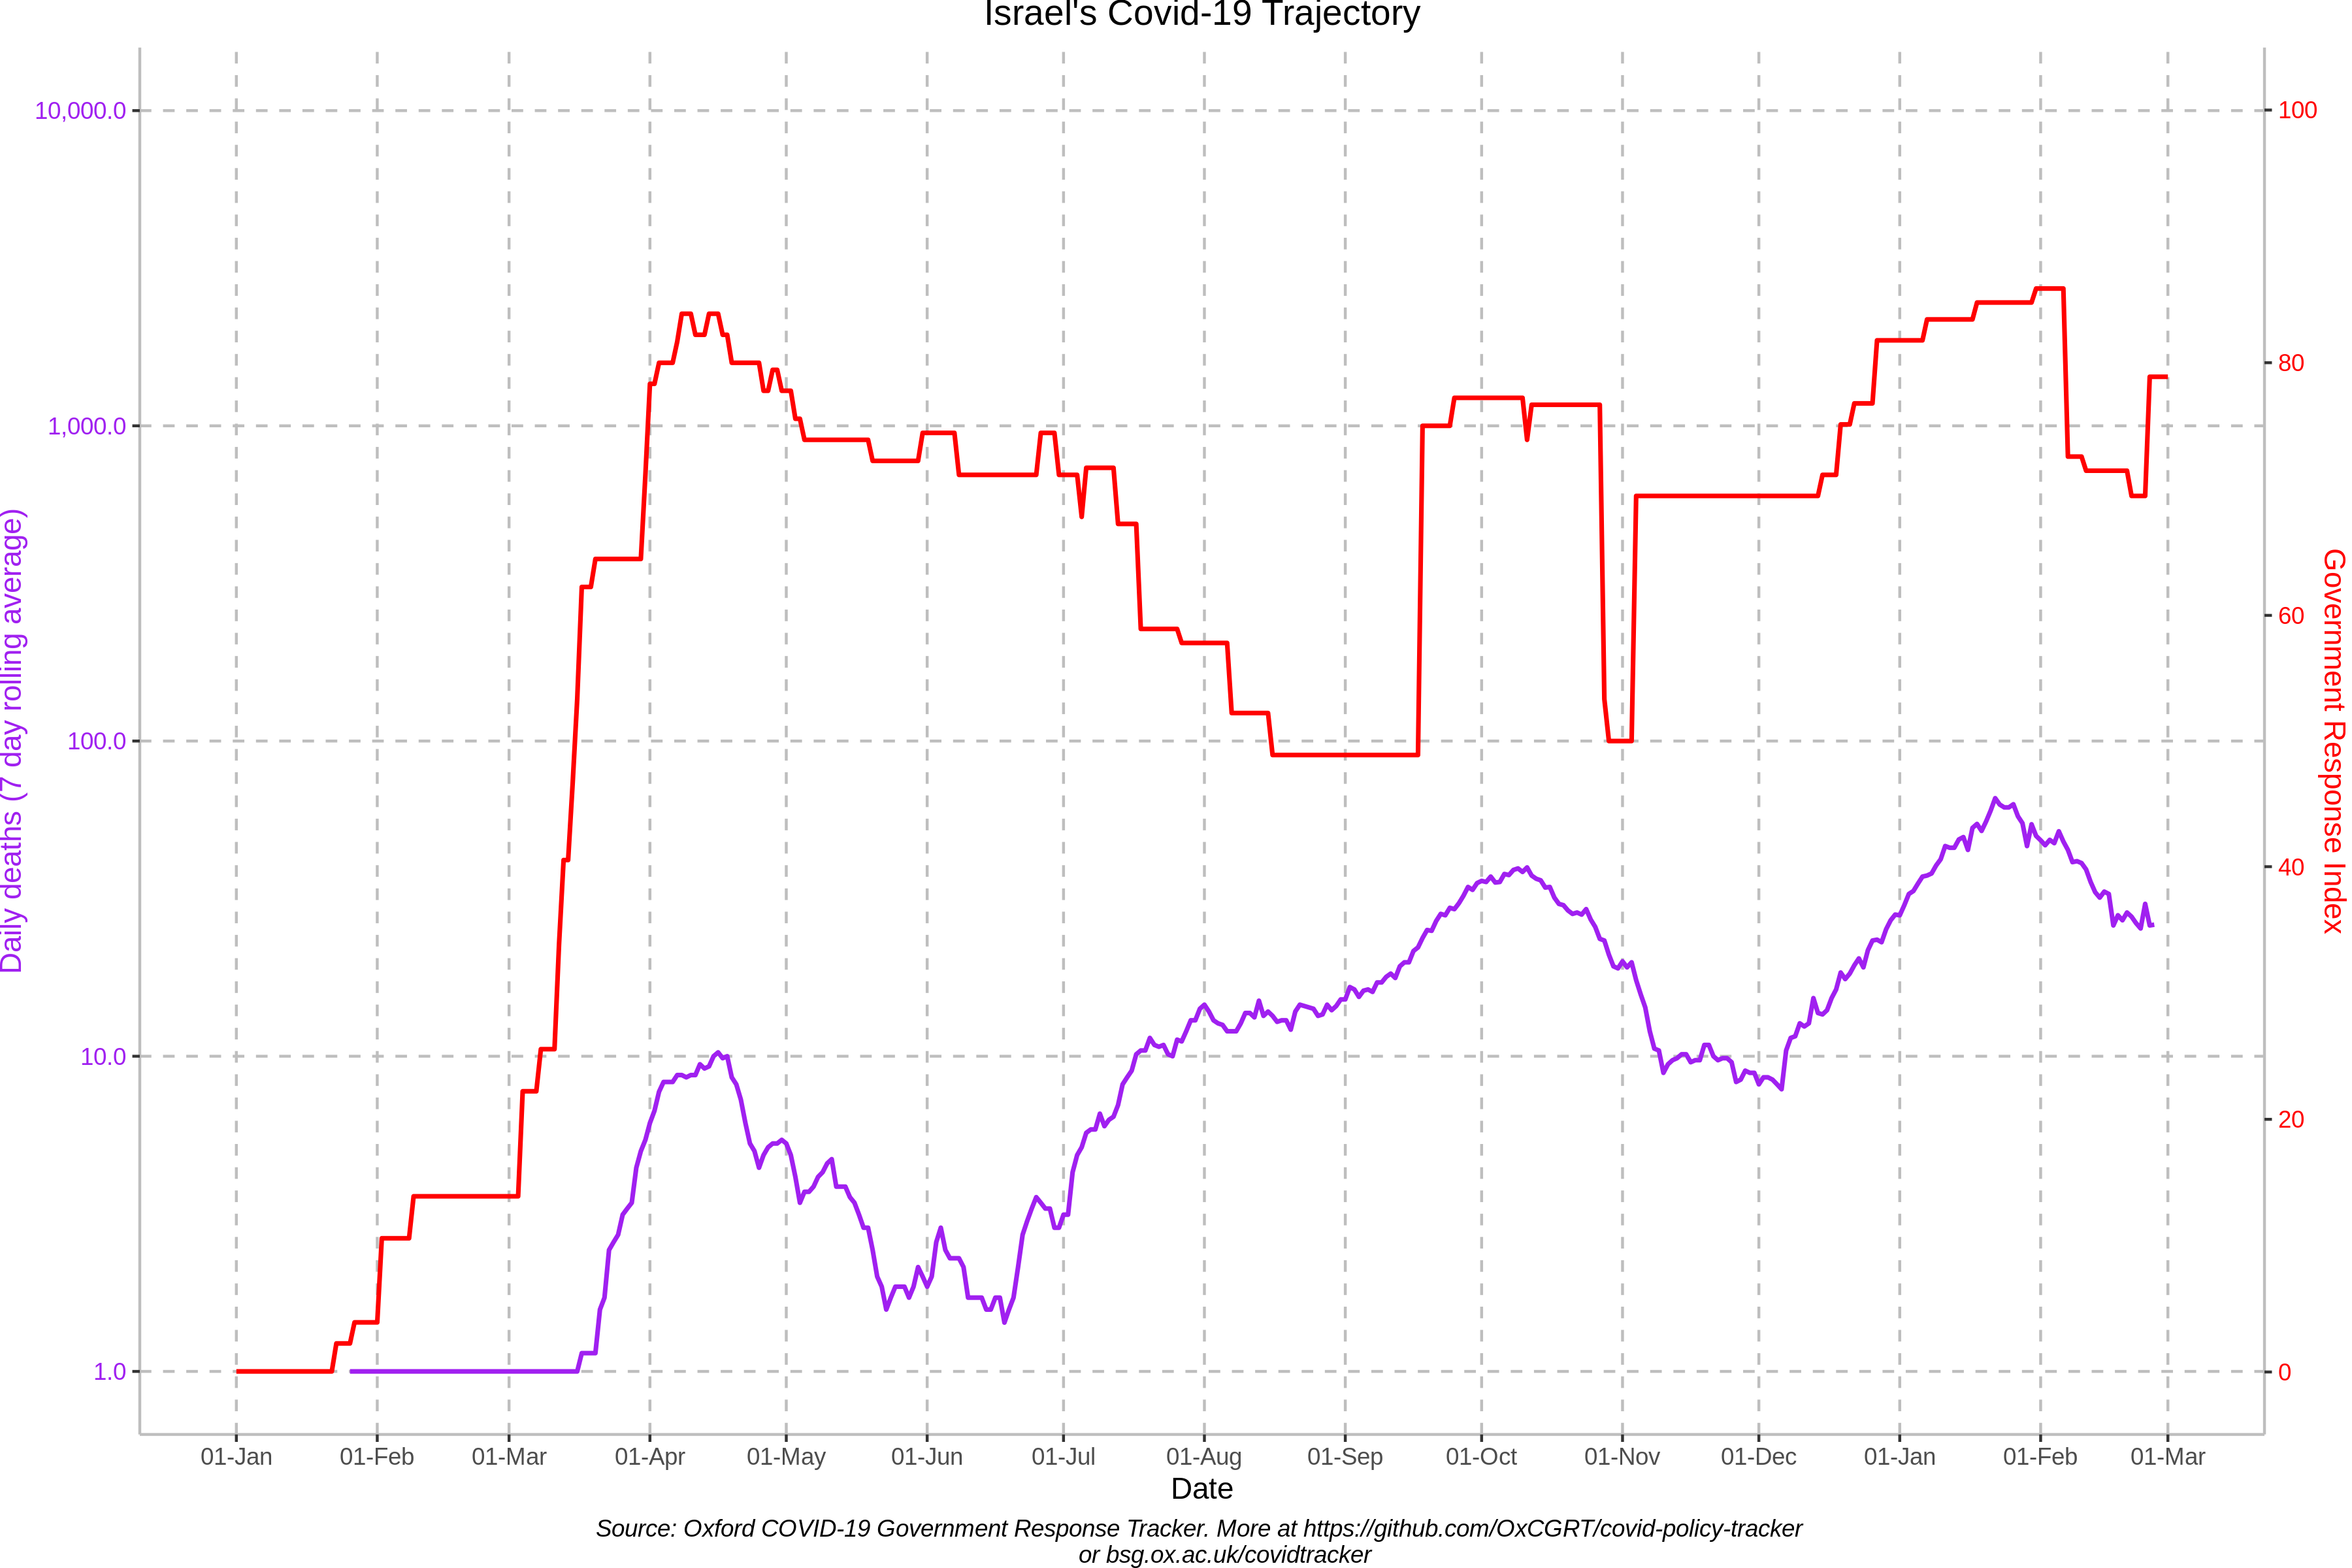 Israel's Covid-19 Trajectory
10,000.0
1,000.0
100.0
10.0
1.0
Daily deaths (7 day rolling average)
100
80
60
40
20
0
Government Response Index
01-Jan 01-Feb 01-Mar 01-Apr 01-May 01-Jun 01-Jul 01-Aug 01-Sep 01-Oct 01-Nov 01-Dec 01-Jan 01-Feb 01-Mar
Date
Source: Oxford COVID-19 Government Response Tracker. More at https://github.com/OxCGRT/covid-policy-tracker
or bsg.ox.ac.uk/covidtracker